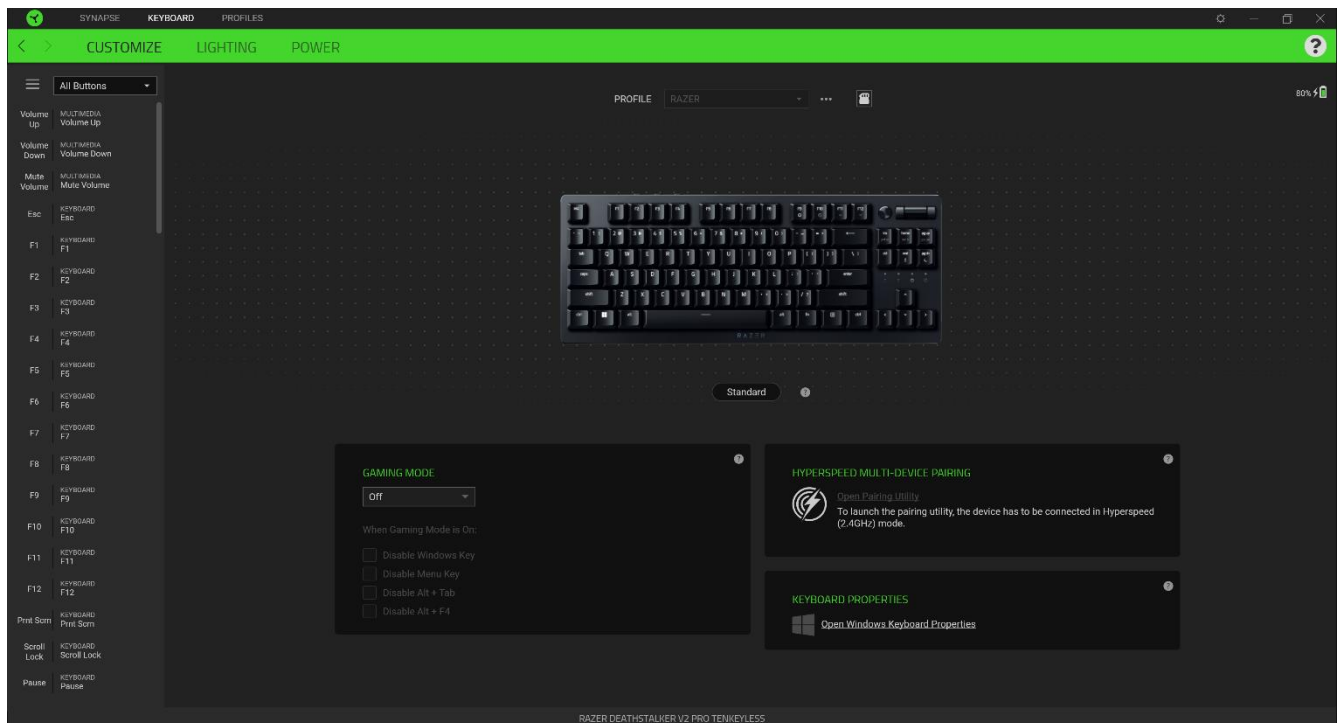 SYNAPSE KEYBOARD PROFILES
CUSTOMIZE LIGHTING POWER
?
All Buttons
PROFILE RAZER
80%
Volume Up
MULTIMEDIA
Volume Up
Volume Down
MULTIMEDIA
Volume Down
Mute Volume
MULTIMEDIA
Mute Volume
Esc
KEYBOARD
Esc
F1
KEYBOARD
F1
F2
KEYBOARD
F2
F3
KEYBOARD
F3
F4
KEYBOARD
F4
F5
KEYBOARD
F5
F6
KEYBOARD
F6
F7
KEYBOARD
F7
F8
KEYBOARD
F8
F9
KEYBOARD
F9
F10
KEYBOARD
F10
F11
KEYBOARD
F11
F12
KEYBOARD
F12
Prnt Scrn
KEYBOARD
Prnt Scrn
Scroll Lock
KEYBOARD
Scroll Lock
Pause
KEYBOARD
Pause
RAZER
Standard
GAMING MODE
Off
When Gaming Mode is On:
Disable Windows Key
Disable Menu Key
Disable Alt + Tab
Disable Alt + F4
HYPERSPEED MULTI-DEVICE PAIRING
Open Pairing Utility
To launch the pairing utility, the device has to be connected in Hyperspeed
(2.4GHz) mode.
KEYBOARD PROPERTIES
Open Windows Keyboard Properties
RAZER DEATHSTALKER V2 PRO TENKEYLESS